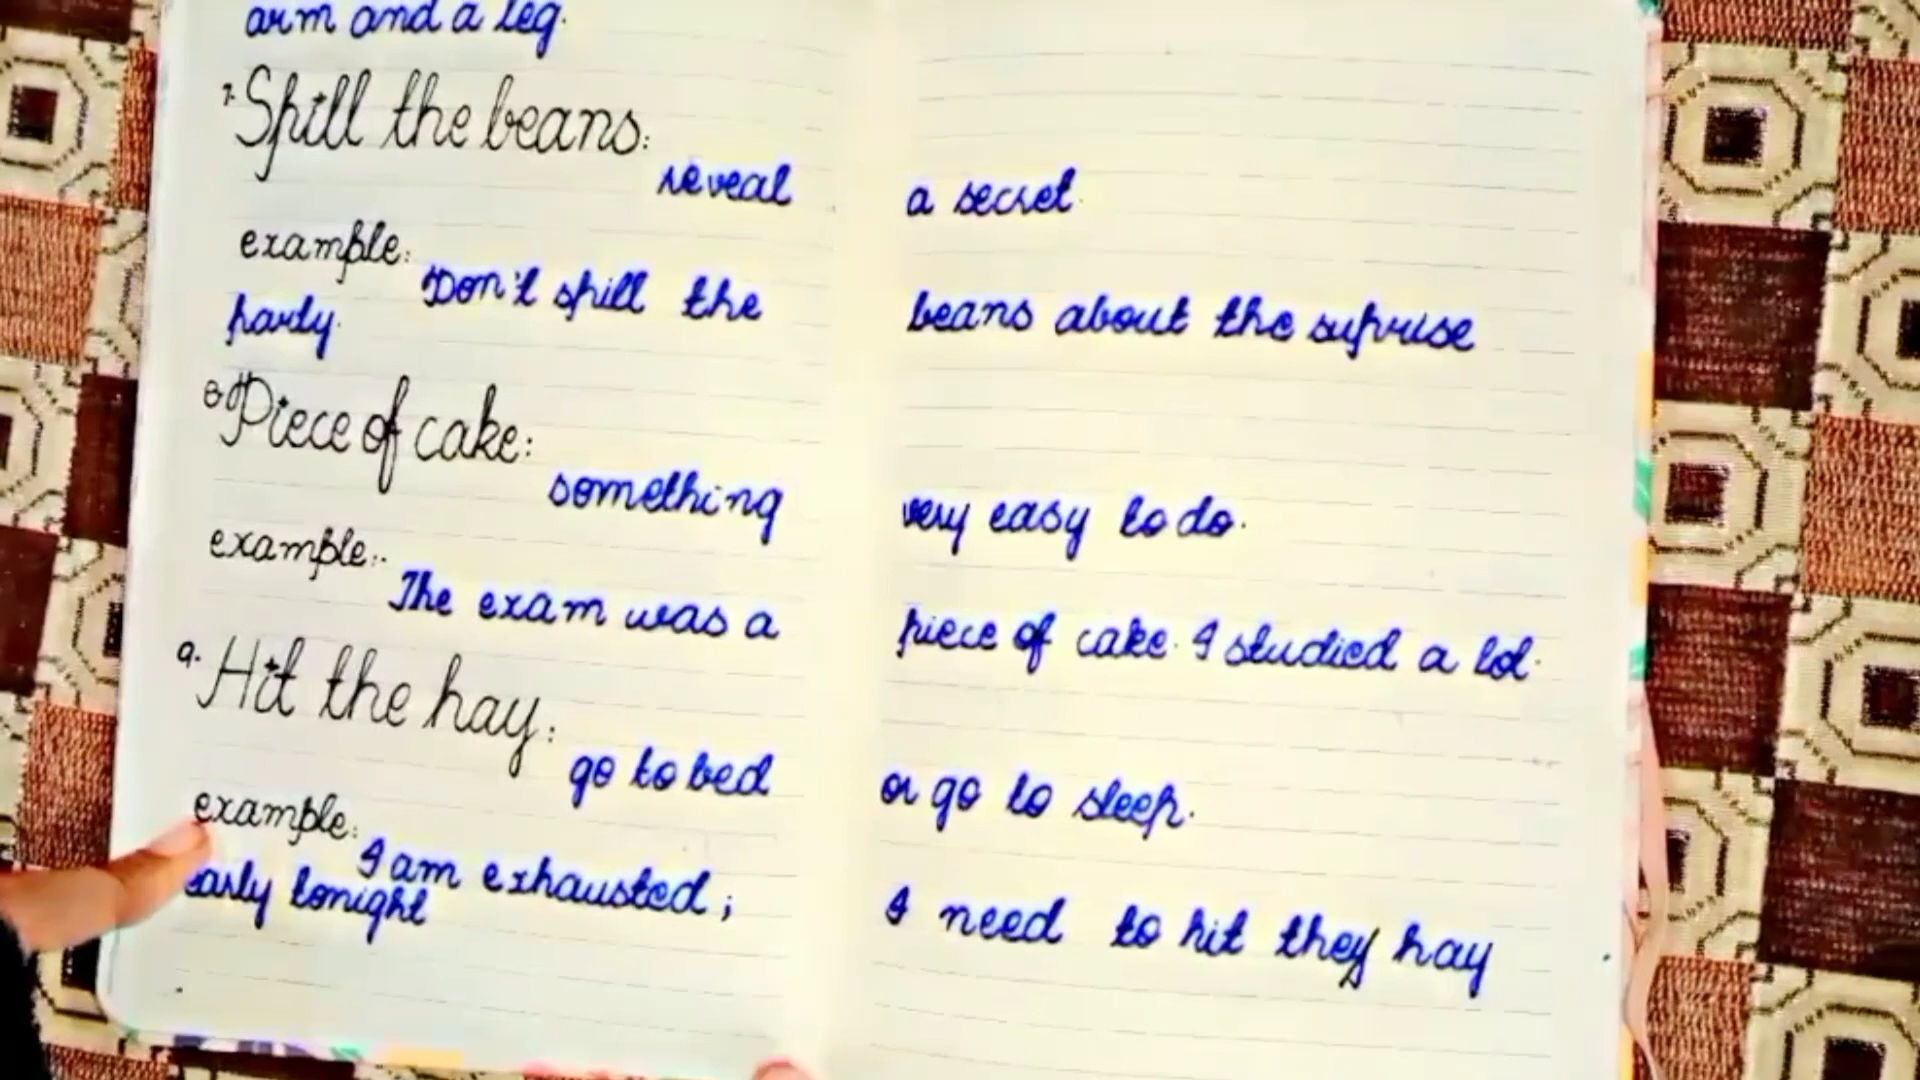 arm and a leg.
7. Spill the beans:
reveal a secret.
example:
Don't spill the beans about the suprise
party.
8. Piece of cake:
something very easy to do.
example:
The exam was a piece of cake. I studied a lot.
9. Hit the hay:
go to bed or go to sleep.
example:
I am exhausted; I need to hit they hay
early tonight